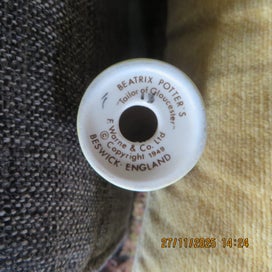 BEATRIX POTTER'S
"Tailor of Gloucester"
F. Warne & Co. Ltd
© Copyright 1949
BESWICK · ENGLAND
27/11/2025 14:24